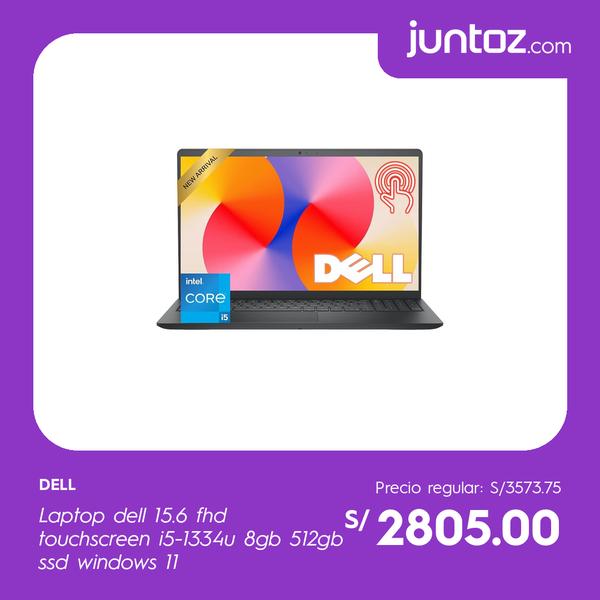 juntoz.com
NEW ARRIVAL
DELL
intel
CORE
i5
DELL
Laptop dell 15.6 fhd
touchscreen i5-1334u 8gb 512gb
ssd windows 11
Precio regular: S/3573.75
S/ 2805.00